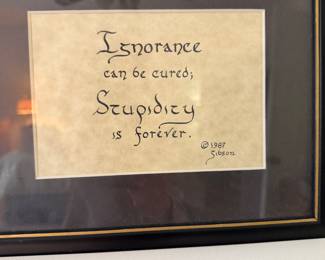 Ignorance
can be cured;
Stupidity
is forever.
© 1987
Gibson